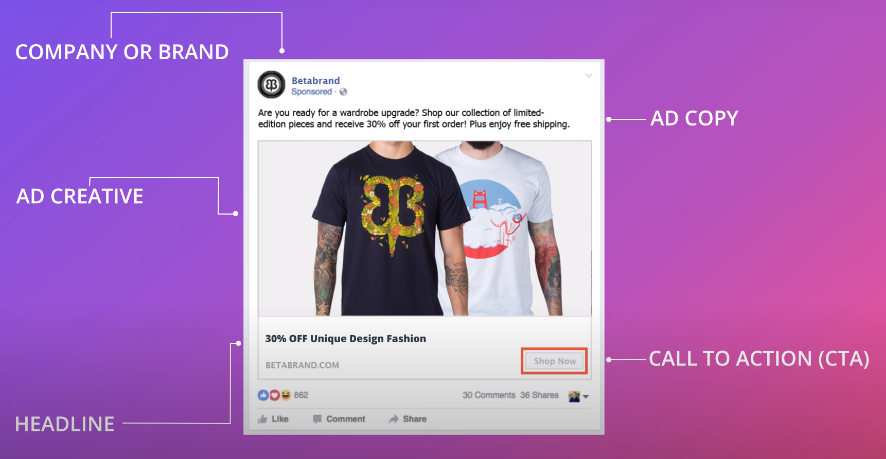 COMPANY OR BRAND
Betabrand
Sponsored ·
Are you ready for a wardrobe upgrade? Shop our collection of limited-
edition pieces and receive 30% off your first order! Plus enjoy free shipping.
AD COPY
AD CREATIVE
30% OFF Unique Design Fashion
BETABRAND.COM
Shop Now
CALL TO ACTION (CTA)
862
30 Comments 36 Shares
HEADLINE
Like Comment Share